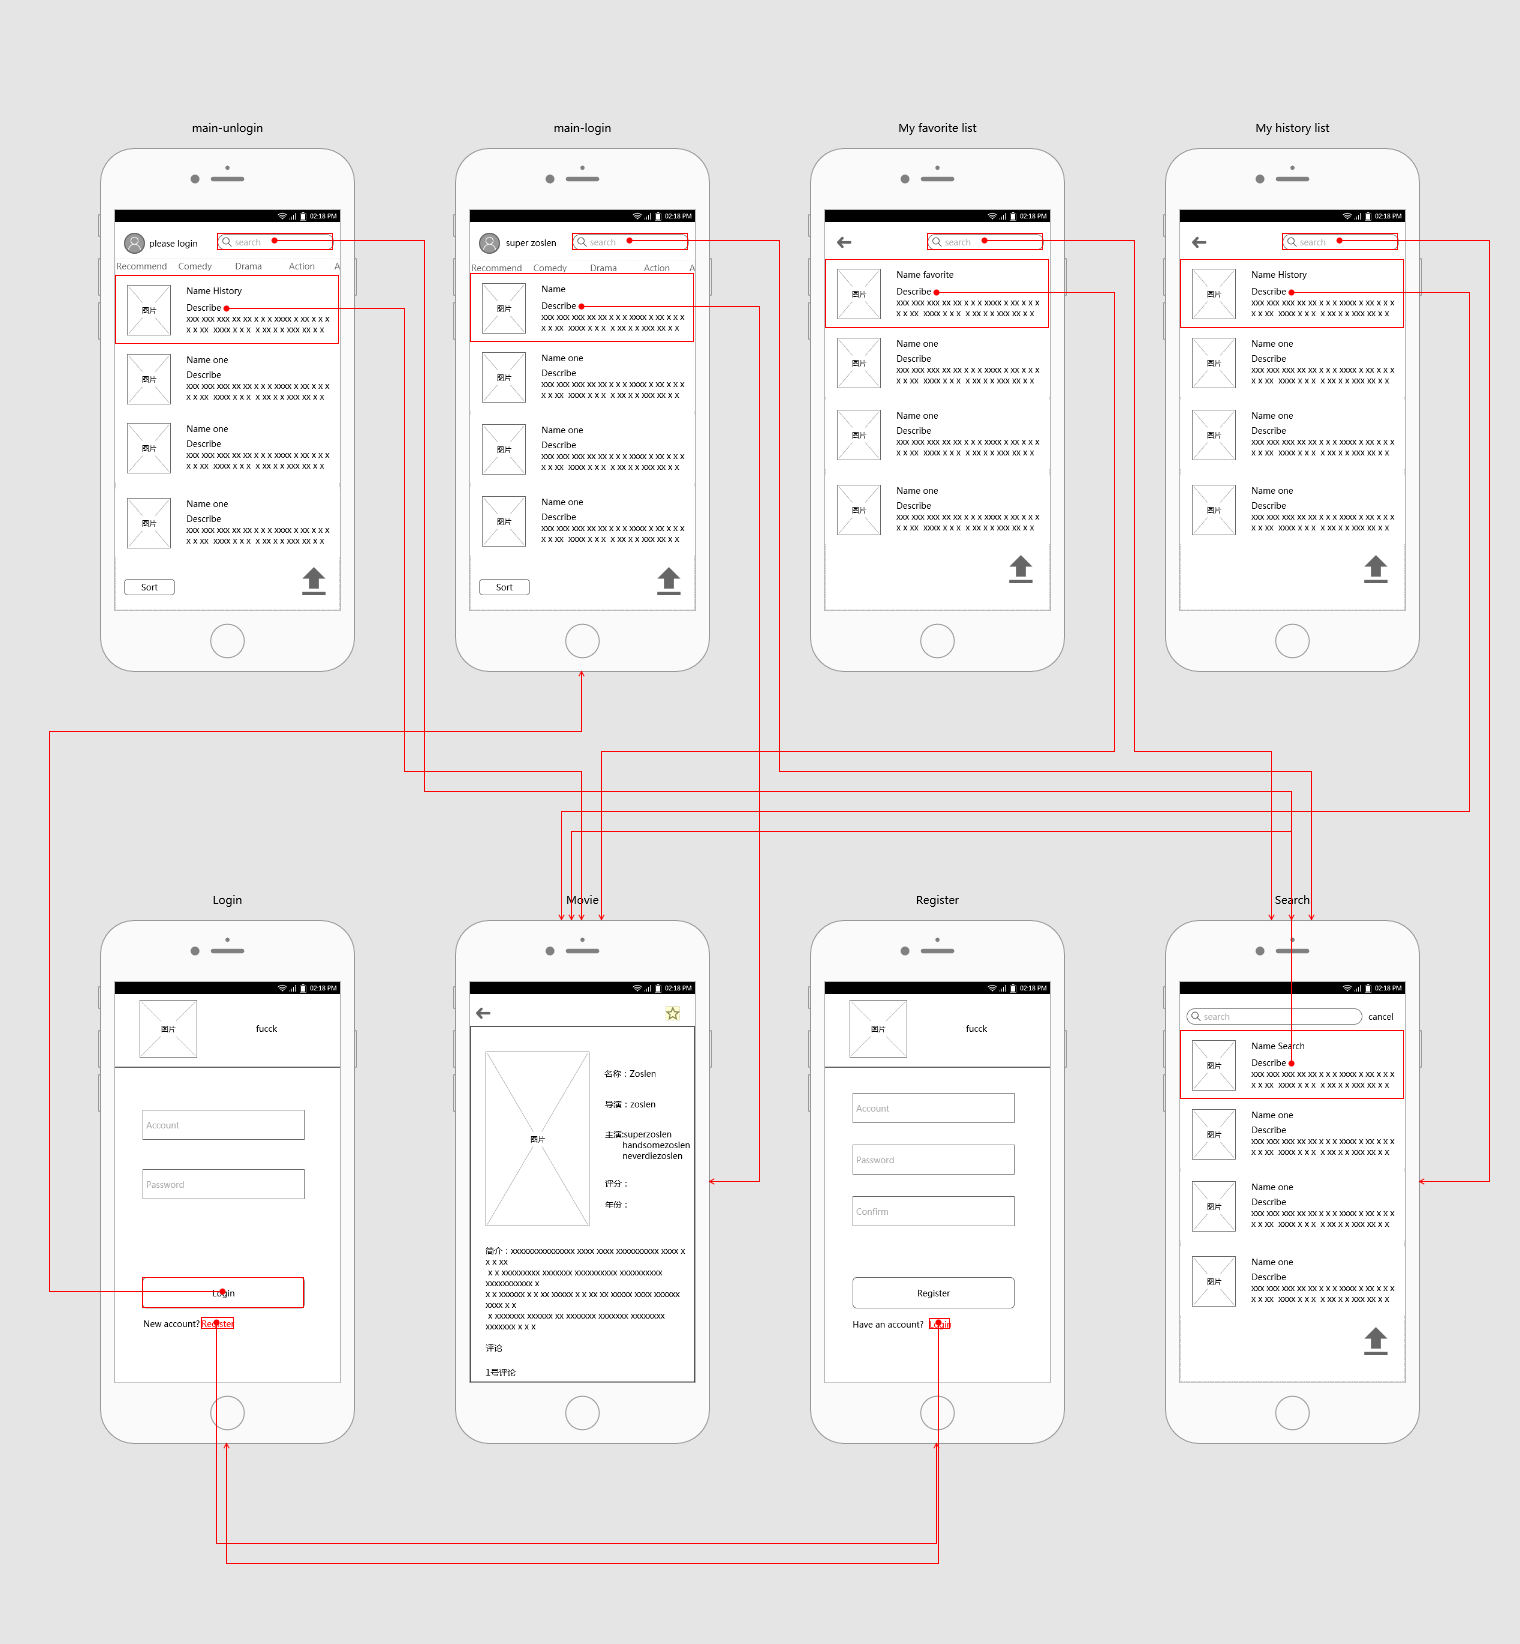 main-unlogin
02:18 PM
please login
search
Recommend Comedy Drama Action A
图片
Name History
Describe
xxx xxx xxx xx xx x x x x xxxx x xx x x x
x x xx xxxx x x x x xx x xxx xx x x
图片
Name one
Describe
xxx xxx xxx xx xx x x x x xxxx x xx x x x
x x xx xxxx x x x x xx x xxx xx x x
图片
Name one
Describe
xxx xxx xxx xx xx x x x x xxxx x xx x x x
x x xx xxxx x x x x xx x xxx xx x x
图片
Name one
Describe
xxx xxx xxx xx xx x x x x xxxx x xx x x x
x x xx xxxx x x x x xx x xxx xx x x
Sort
main-login
02:18 PM
super zoslen
search
Recommend Comedy Drama Action A
图片
Name
Describe
xxx xxx xxx xx xx x x x x xxxx x xx x x x
x x xx xxxx x x x x xx x xxx xx x x
图片
Name one
Describe
xxx xxx xxx xx xx x x x x xxxx x xx x x x
x x xx xxxx x x x x xx x xxx xx x x
图片
Name one
Describe
xxx xxx xxx xx xx x x x x xxxx x xx x x x
x x xx xxxx x x x x xx x xxx xx x x
图片
Name one
Describe
xxx xxx xxx xx xx x x x x xxxx x xx x x x
x x xx xxxx x x x x xx x xxx xx x x
Sort
My favorite list
02:18 PM
search
图片
Name favorite
Describe
xxx xxx xxx xx xx x x x x xxxx x xx x x x
x x xx xxxx x x x x xx x xxx xx x x
图片
Name one
Describe
xxx xxx xxx xx xx x x x x xxxx x xx x x x
x x xx xxxx x x x x xx x xxx xx x x
图片
Name one
Describe
xxx xxx xxx xx xx x x x x xxxx x xx x x x
x x xx xxxx x x x x xx x xxx xx x x
图片
Name one
Describe
xxx xxx xxx xx xx x x x x xxxx x xx x x x
x x xx xxxx x x x x xx x xxx xx x x
My history list
02:18 PM
search
图片
Name History
Describe
xxx xxx xxx xx xx x x x x xxxx x xx x x x
x x xx xxxx x x x x xx x xxx xx x x
图片
Name one
Describe
xxx xxx xxx xx xx x x x x xxxx x xx x x x
x x xx xxxx x x x x xx x xxx xx x x
图片
Name one
Describe
xxx xxx xxx xx xx x x x x xxxx x xx x x x
x x xx xxxx x x x x xx x xxx xx x x
图片
Name one
Describe
xxx xxx xxx xx xx x x x x xxxx x xx x x x
x x xx xxxx x x x x xx x xxx xx x x
Login
02:18 PM
图片
fucck
Account
Password
Login
New account? Register
Movie
02:18 PM
图片
名称：Zoslen
导演：zoslen
主演:superzoslen
handsomezoslen
neverdiezoslen
评分：
年份：
简介：xxxxxxxxxxxxxxx xxxx xxxx xxxxxxxxxx xxxx x
x x xx
x x xxxxxxxxx xxxxxxx xxxxxxxxxx xxxxxxxxxx
xxxxxxxxxxx x
x x xxxxxx x x xx xxxxx x x xx xx xxxxx xxxx xxxxxx
xxxx x x
x xxxxxxx xxxxxx xx xxxxxxx xxxxxxx xxxxxxxx
xxxxxxx x x x
评论
1号评论
Register
02:18 PM
图片
fucck
Account
Password
Confirm
Register
Have an account? Login
Search
02:18 PM
search
cancel
图片
Name Search
Describe
xxx xxx xxx xx xx x x x x xxxx x xx x x x
x x xx xxxx x x x x xx x xxx xx x x
图片
Name one
Describe
xxx xxx xxx xx xx x x x x xxxx x xx x x x
x x xx xxxx x x x x xx x xxx xx x x
图片
Name one
Describe
xxx xxx xxx xx xx x x x x xxxx x xx x x x
x x xx xxxx x x x x xx x xxx xx x x
图片
Name one
Describe
xxx xxx xxx xx xx x x x x xxxx x xx x x x
x x xx xxxx x x x x xx x xxx xx x x